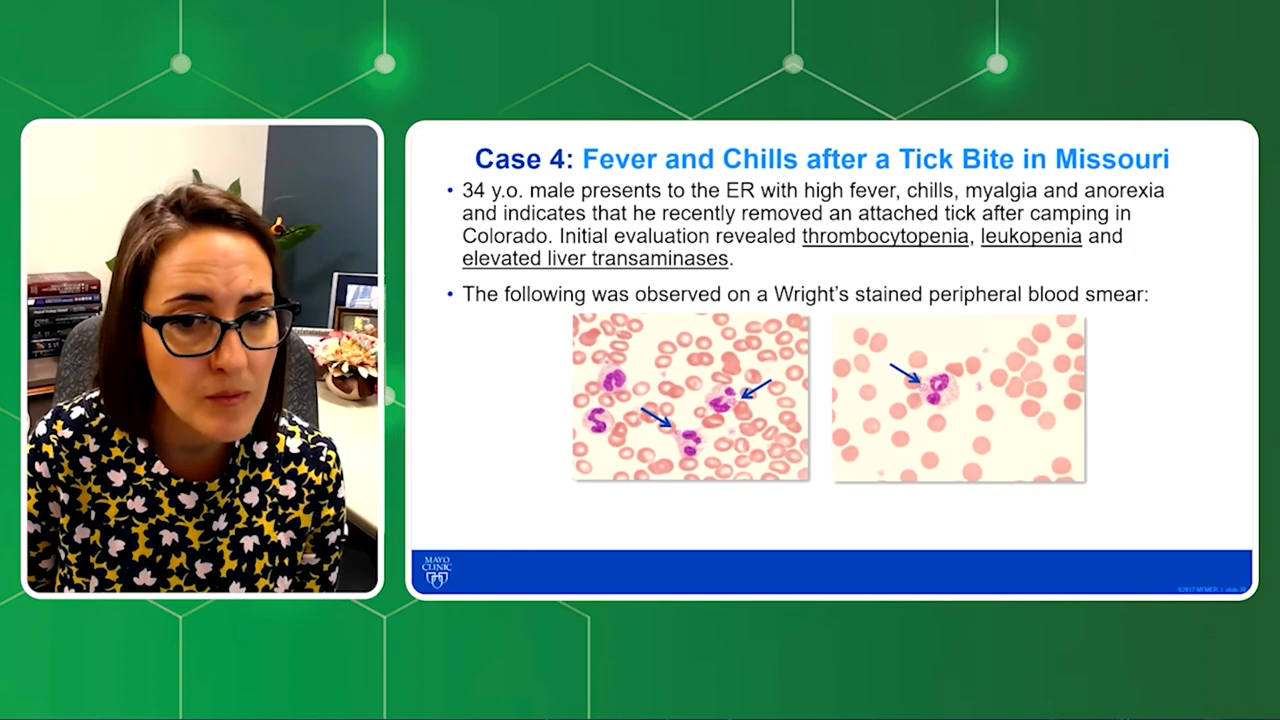 Case 4: Fever and Chills after a Tick Bite in Missouri
• 34 y.o. male presents to the ER with high fever, chills, myalgia and anorexia
and indicates that he recently removed an attached tick after camping in
Colorado. Initial evaluation revealed thrombocytopenia, leukopenia and
elevated liver transaminases.
• The following was observed on a Wright’s stained peripheral blood smear:
MAYO
CLINIC